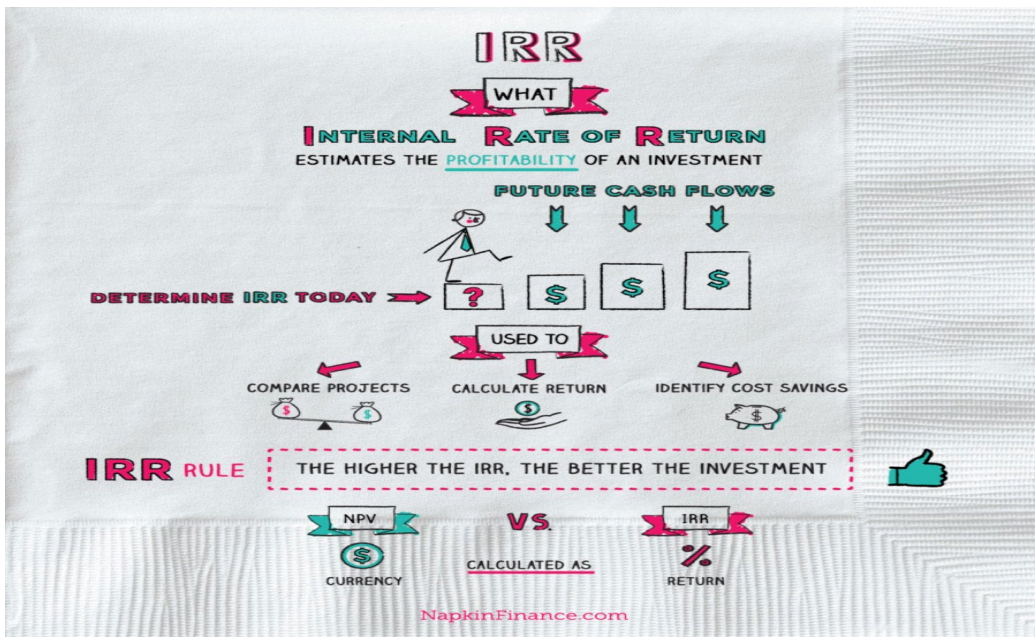 IRR
WHAT
INTERNAL RATE OF RETURN
ESTIMATES THE PROFITABILITY OF AN INVESTMENT
FUTURE CASH FLOWS
DETERMINE IRR TODAY
?
$
$
$
USED TO
COMPARE PROJECTS
CALCULATE RETURN
IDENTIFY COST SAVINGS
$
$
$
$
IRR RULE
THE HIGHER THE IRR, THE BETTER THE INVESTMENT
NPV
VS.
IRR
$
%
CURRENCY
CALCULATED AS
RETURN
NapkinFinance.com